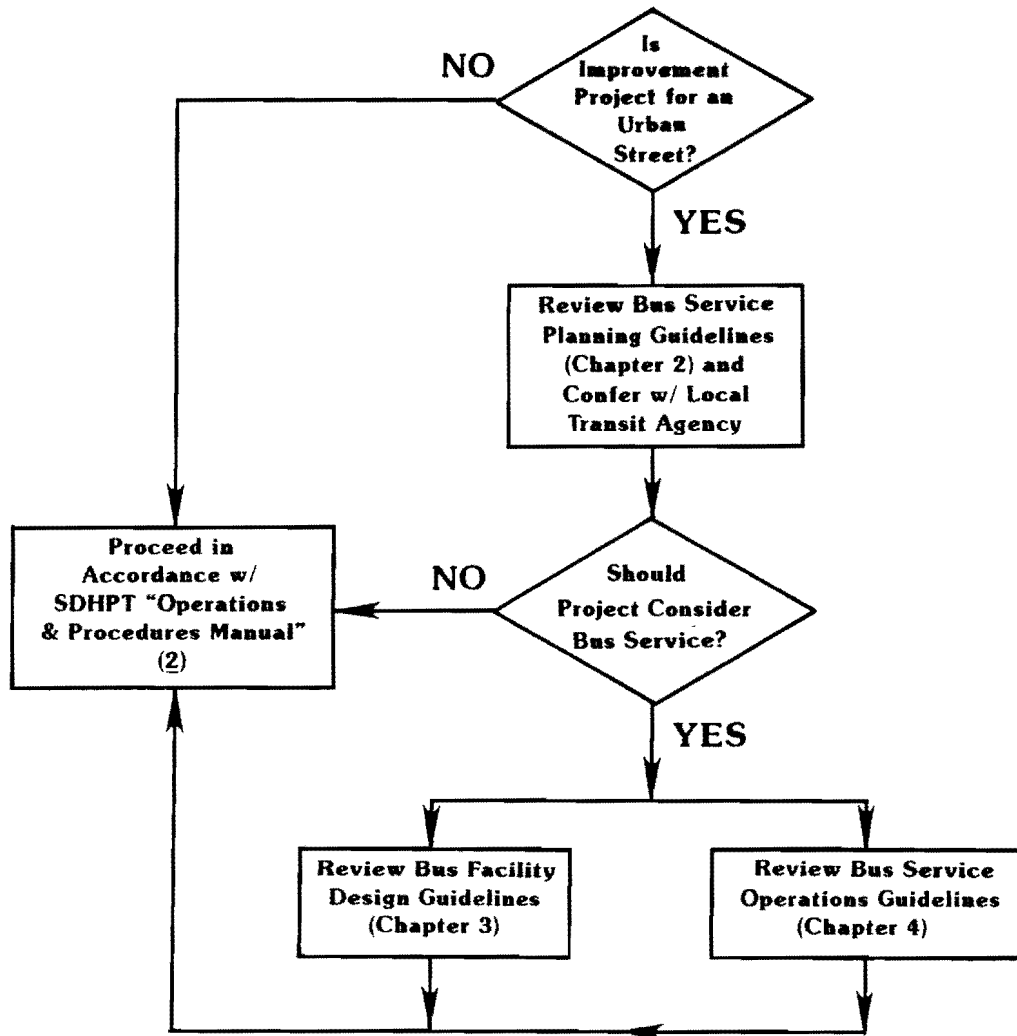 Is
Improvement
Project for an
Urban
Street?
NO
YES
Review Bus Service
Planning Guidelines
(Chapter 2) and
Confer w/ Local
Transit Agency
Should
Project Consider
Bus Service?
NO
Proceed in
Accordance w/
SDHPT “Operations
& Procedures Manual”
(2)
YES
Review Bus Facility
Design Guidelines
(Chapter 3)
Review Bus Service
Operations Guidelines
(Chapter 4)